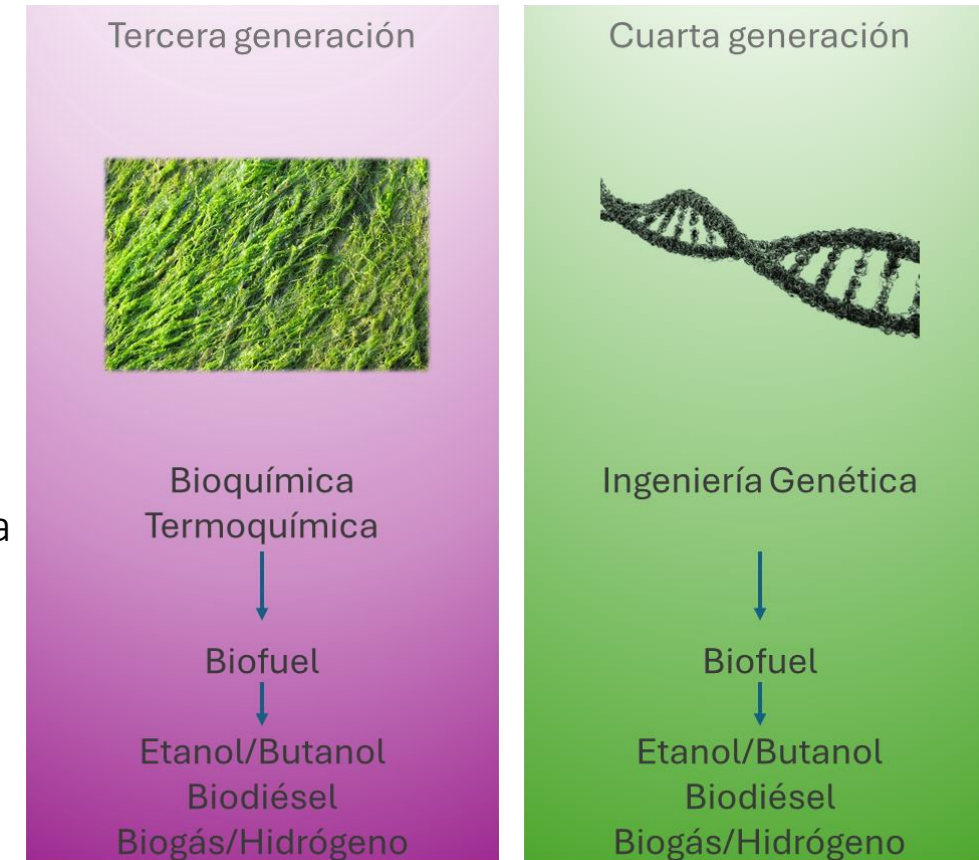 Tercera generación
Bioquímica
Termoquímica
Biofuel
Etanol/Butanol
Biodiésel
Biogás/Hidrógeno
Cuarta generación
Ingeniería Genética
Biofuel
Etanol/Butanol
Biodiésel
Biogás/Hidrógeno